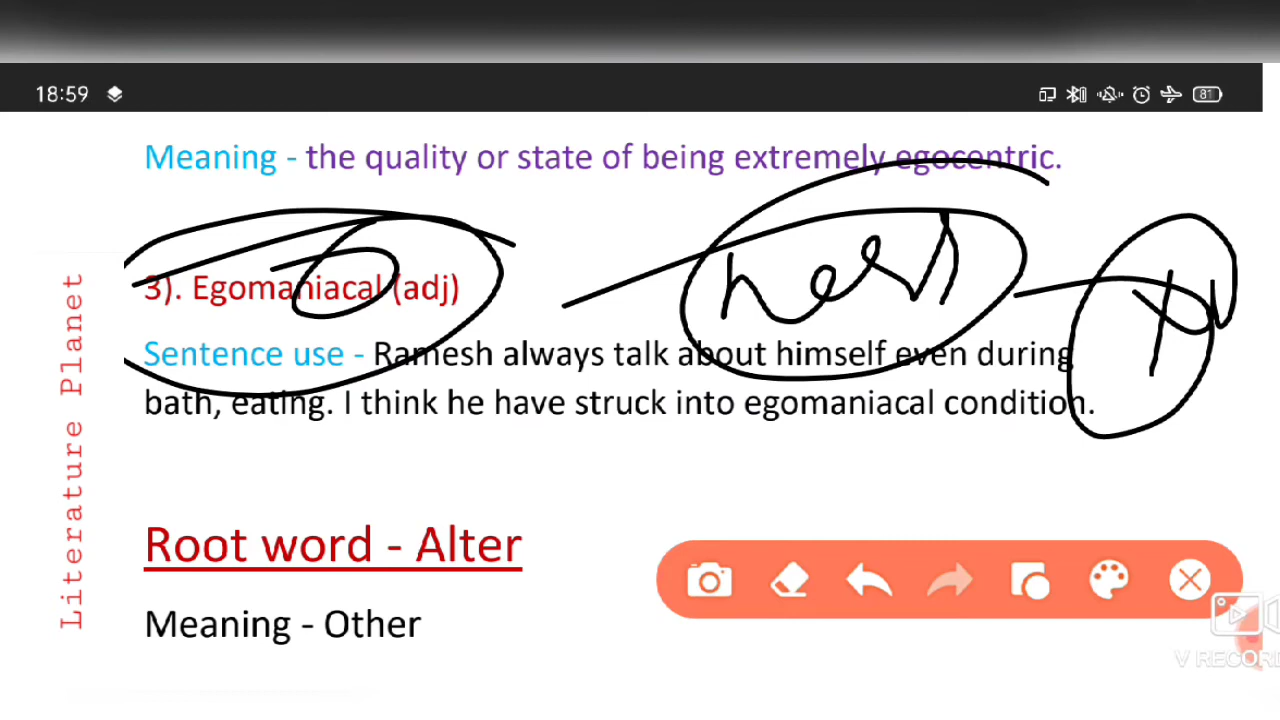 18:59
81
Meaning - the quality or state of being extremely egocentric.
3). Egomaniacal (adj)
Sentence use - Ramesh always talk about himself even during
bath, eating. I think he have struck into egomaniacal condition.
Root word - Alter
Meaning - Other
Literature Planet
V RECORD